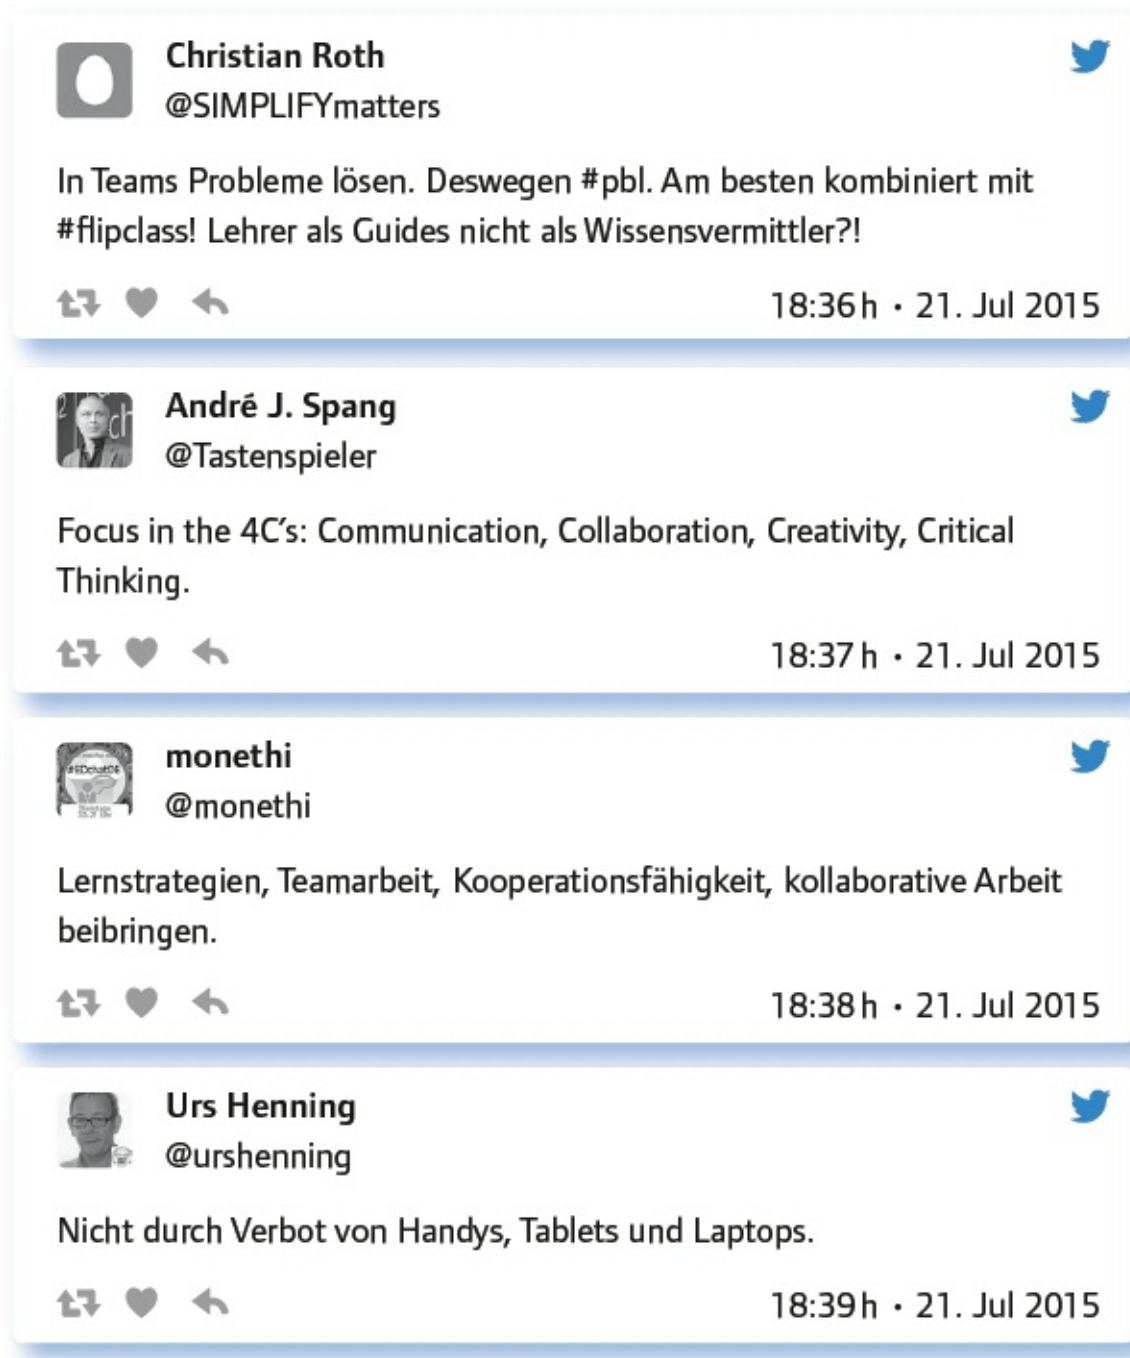 Christian Roth
@SIMPLIFYmatters
In Teams Probleme lösen. Deswegen #pbl. Am besten kombiniert mit
#flipclass! Lehrer als Guides nicht als Wissensvermittler?!
18:36 h · 21. Jul 2015
André J. Spang
@Tastenspieler
Focus in the 4C’s: Communication, Collaboration, Creativity, Critical
Thinking.
18:37 h · 21. Jul 2015
monethi
@monethi
#EDchatDE
Lernstrategien, Teamarbeit, Kooperationsfähigkeit, kollaborative Arbeit
beibringen.
18:38 h · 21. Jul 2015
Urs Henning
@urshenning
Nicht durch Verbot von Handys, Tablets und Laptops.
18:39 h · 21. Jul 2015